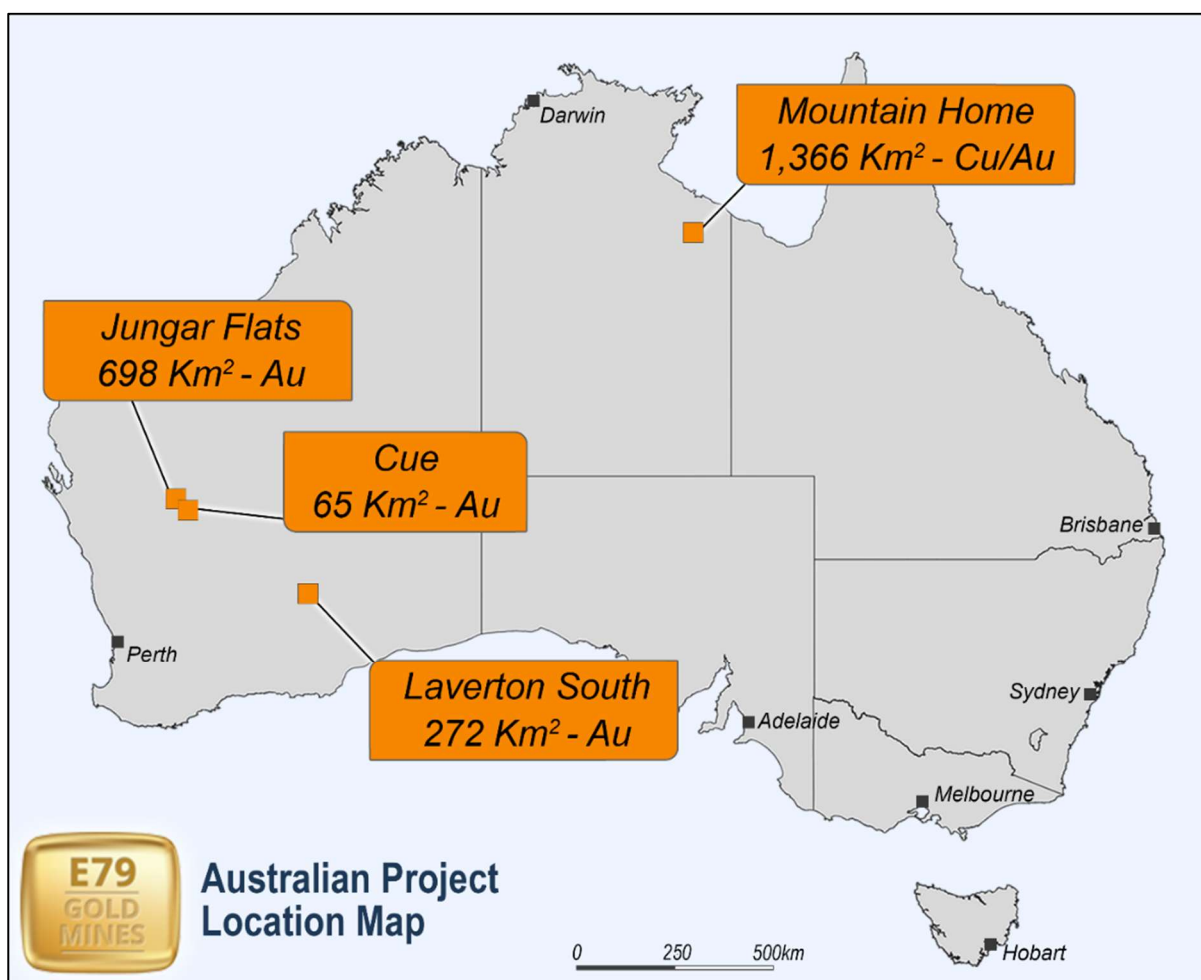 Darwin
Mountain Home
1,366 Km² - Cu/Au
Jungar Flats
698 Km² - Au
Cue
65 Km² - Au
Brisbane
Perth
Laverton South
272 Km² - Au
Sydney
Adelaide
Melbourne
E79
GOLD
MINES
Australian Project
Location Map
0 250 500km
Hobart